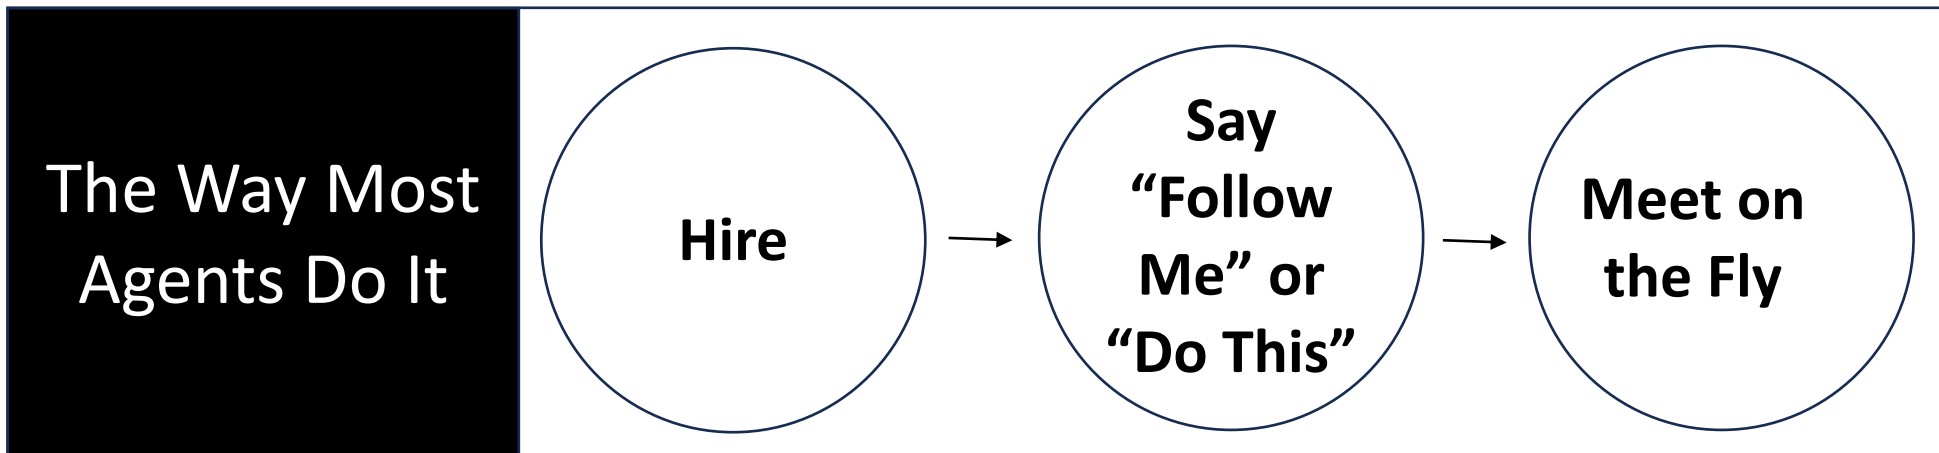 The Way Most
Agents Do It
Hire
Say
“Follow
Me” or
“Do This”
Meet on
the Fly